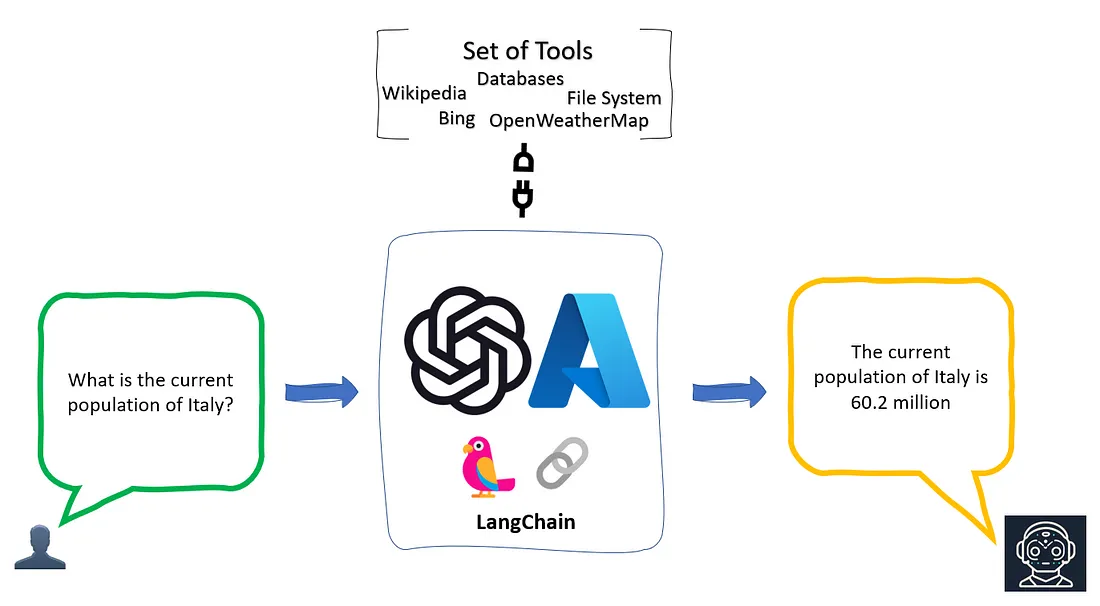 Set of Tools
Databases
Wikipedia
File System
Bing
OpenWeatherMap
What is the current
population of Italy?
LangChain
The current
population of Italy is
60.2 million